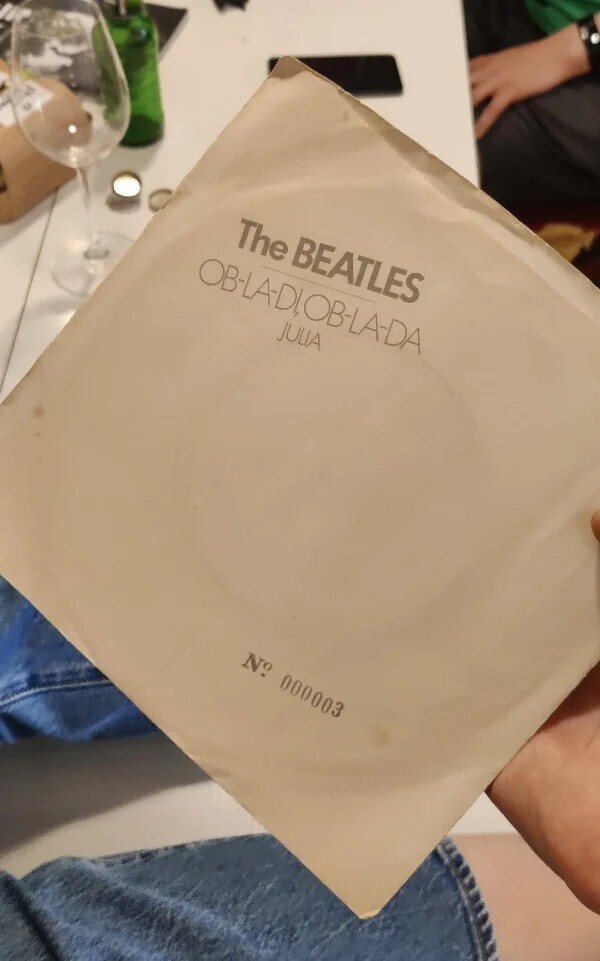 The BEATLES
OB-LA-DI, OB-LA-DA
JULIA
Nº 000003